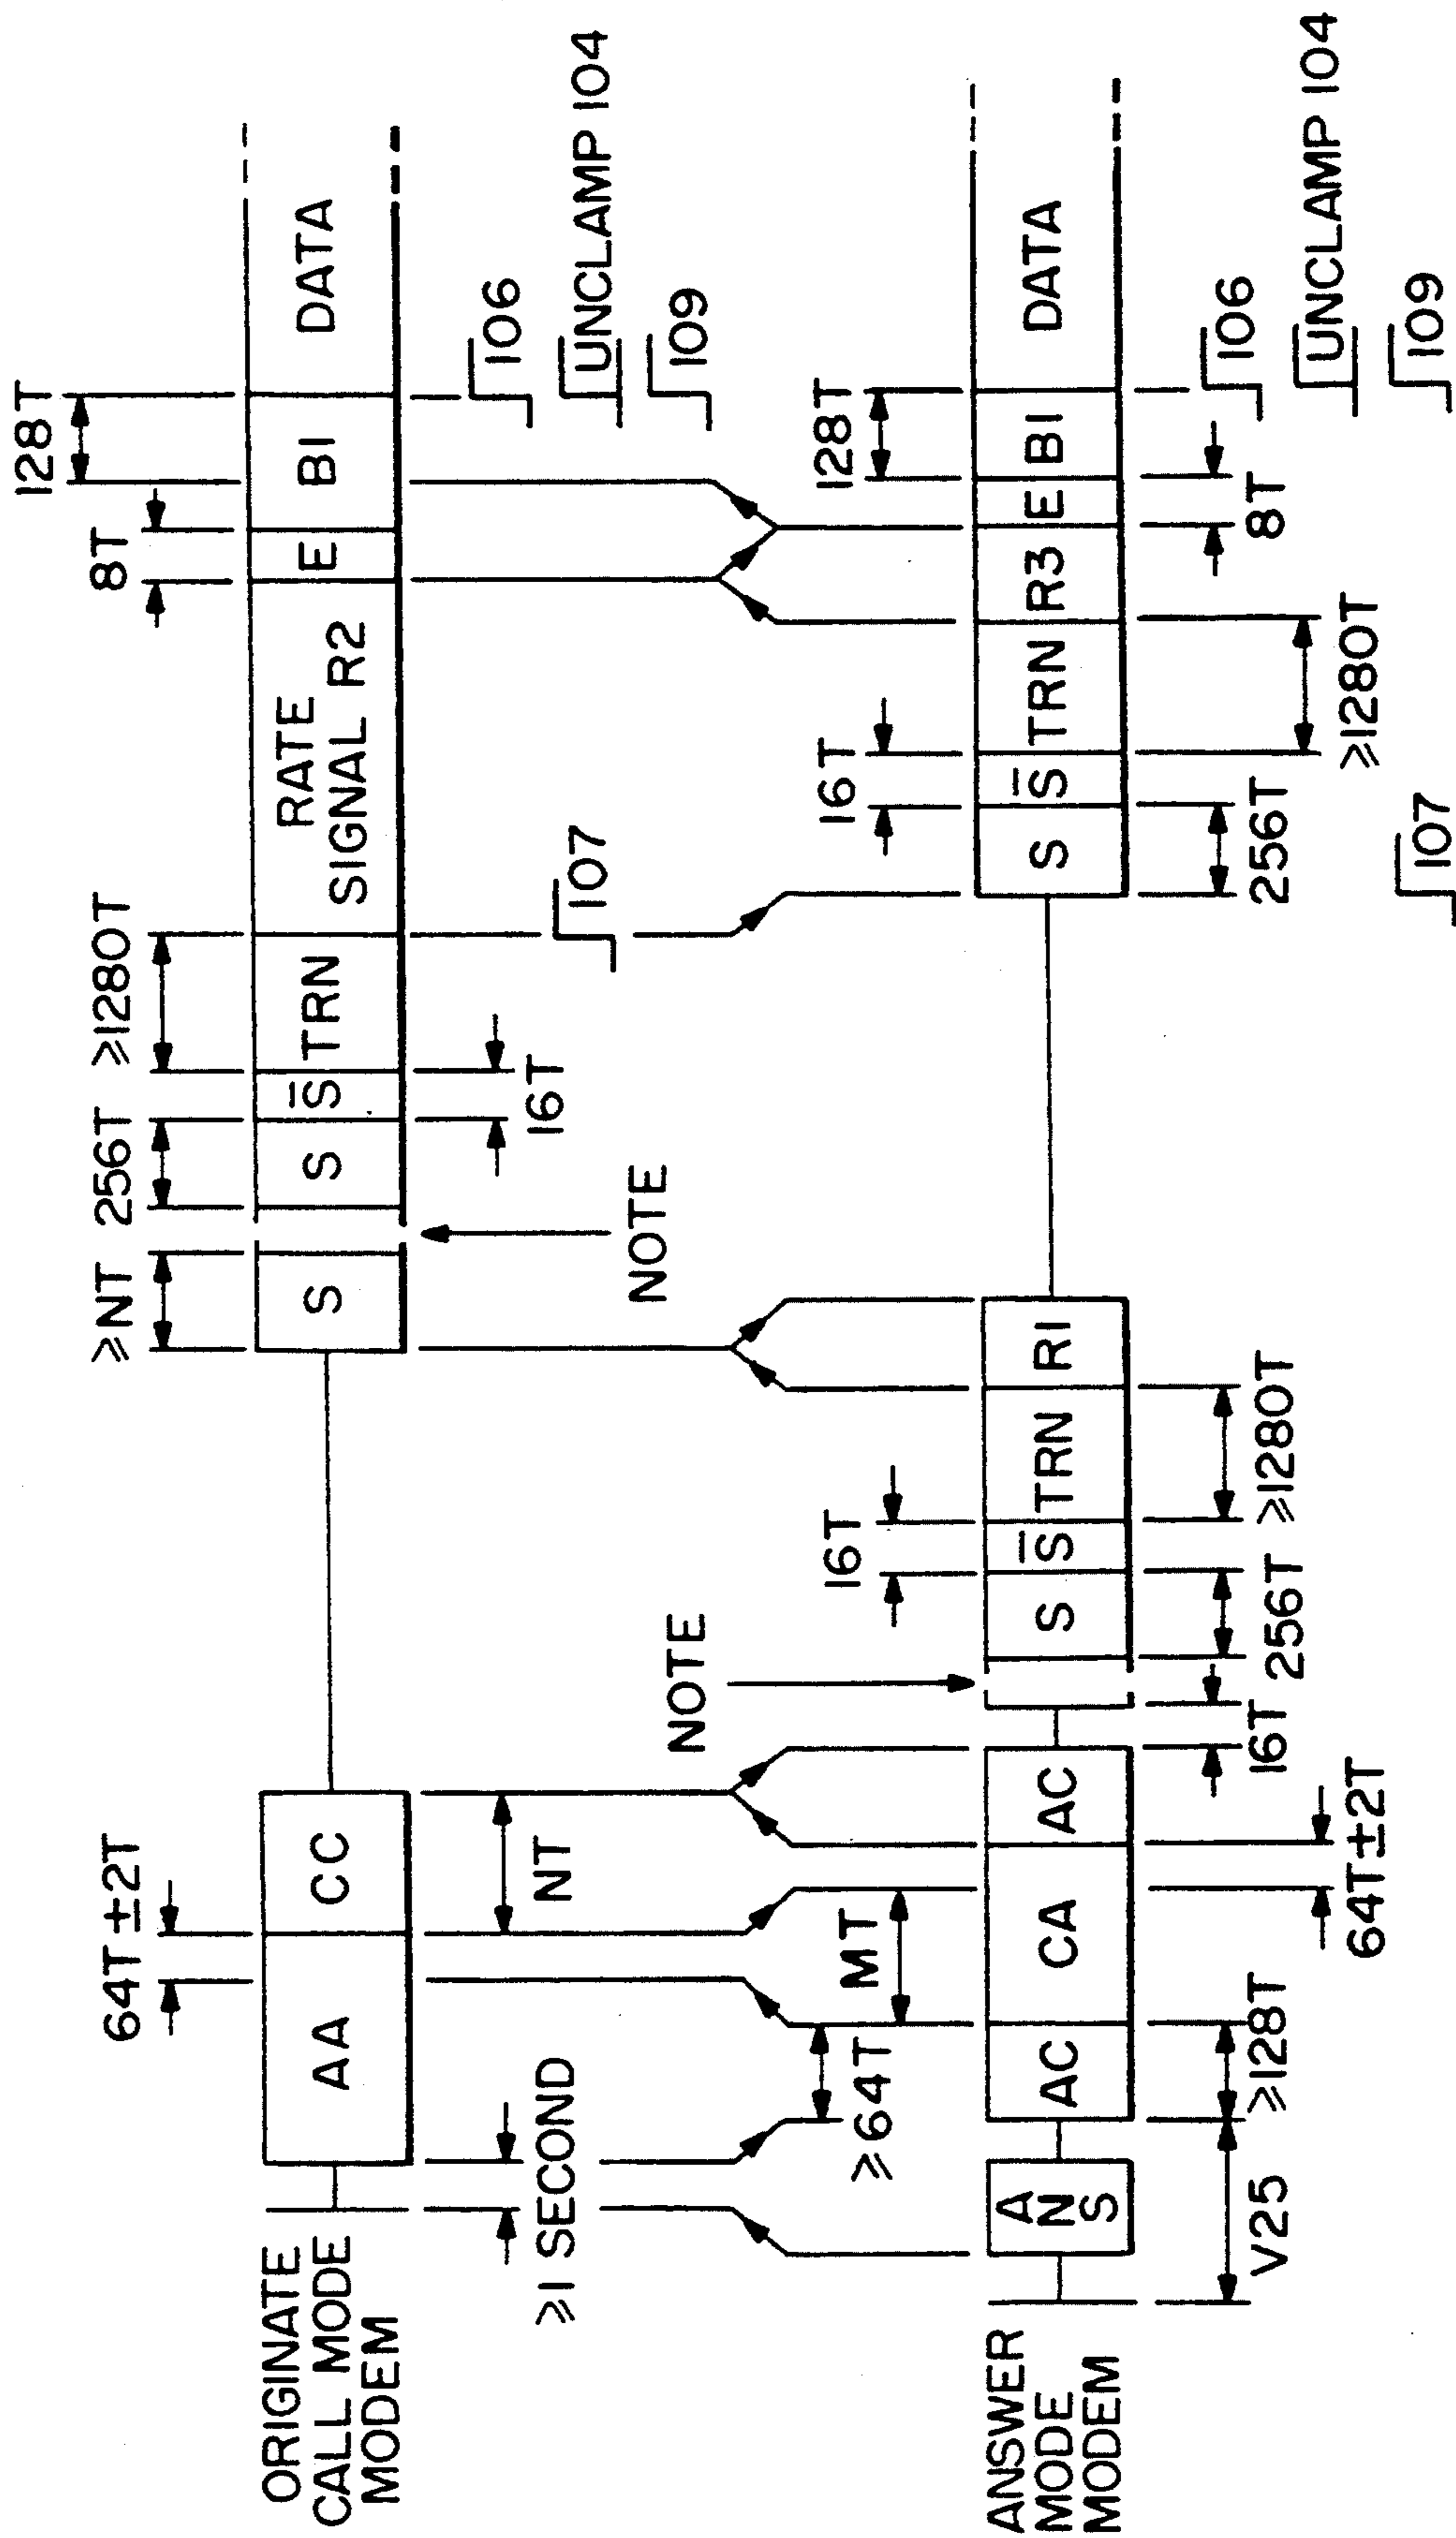 64T±2T
≥NT
256T
≥1280T
8T
128T
ORIGINATE
CALL MODE
MODEM
AA
CC
S
S
S̄
TRN
RATE
SIGNAL R2
E
B1
DATA
≥1 SECOND
NT
NOTE
16T
107
106
UNCLAMP 104
109
NOTE
≥64T
MT
16T
16T
128T
ANSWER
MODE
MODEM
ANS
AC
CA
AC
S
S̄
TRN
R1
S
S̄
TRN
R3
E
B1
DATA
V25
≥128T
64T±2T
16T
256T
≥1280T
256T
≥1280T
8T
107
106
UNCLAMP 104
109